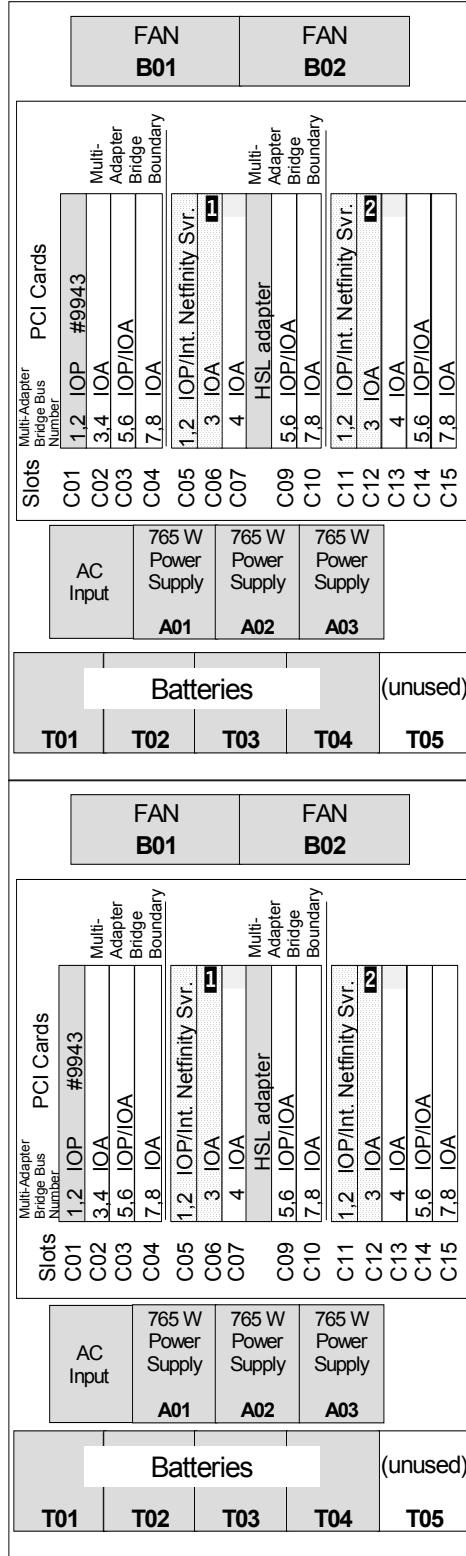 FAN
B01
FAN
B02
Slots
Multi-Adapter
Bridge Bus
Number
PCI Cards
C01 1,2 IOP #9943
C02 3,4 IOA
C03 5,6 IOP/IOA
C04 7,8 IOA
Multi-
Adapter
Bridge
Boundary
C05 1,2 IOP/Int. Netfinity Svr.
C06 3 IOA 1
C07 4 IOA
HSL adapter
C09 5,6 IOP/IOA
C10 7,8 IOA
Multi-
Adapter
Bridge
Boundary
C11 1,2 IOP/Int. Netfinity Svr.
C12 3 IOA 2
C13 4 IOA
C14 5,6 IOP/IOA
C15 7,8 IOA
AC
Input
765 W
Power
Supply
A01
765 W
Power
Supply
A02
765 W
Power
Supply
A03
Batteries
(unused)
T01 T02 T03 T04 T05
FAN
B01
FAN
B02
Slots
Multi-Adapter
Bridge Bus
Number
PCI Cards
C01 1,2 IOP #9943
C02 3,4 IOA
C03 5,6 IOP/IOA
C04 7,8 IOA
Multi-
Adapter
Bridge
Boundary
C05 1,2 IOP/Int. Netfinity Svr.
C06 3 IOA 1
C07 4 IOA
HSL adapter
C09 5,6 IOP/IOA
C10 7,8 IOA
Multi-
Adapter
Bridge
Boundary
C11 1,2 IOP/Int. Netfinity Svr.
C12 3 IOA 2
C13 4 IOA
C14 5,6 IOP/IOA
C15 7,8 IOA
AC
Input
765 W
Power
Supply
A01
765 W
Power
Supply
A02
765 W
Power
Supply
A03
Batteries
(unused)
T01 T02 T03 T04 T05